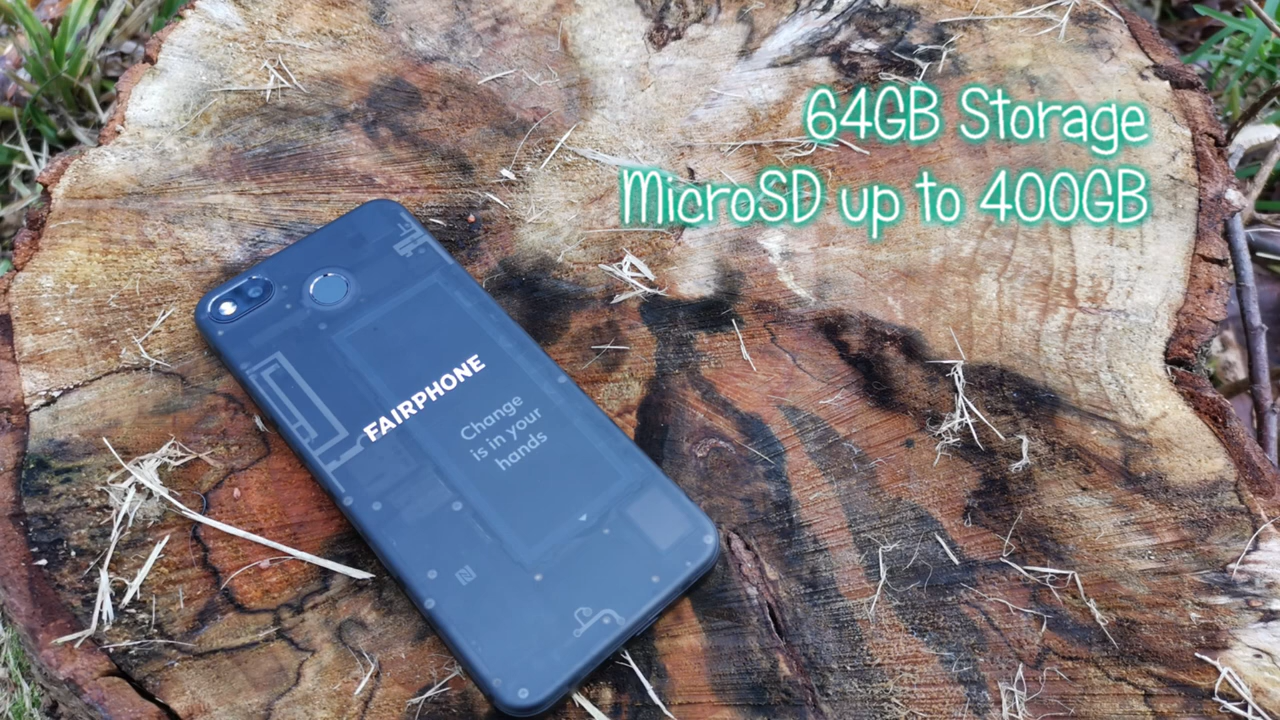 64GB Storage
MicroSD up to 400GB
FAIRPHONE
Change
is in your
hands